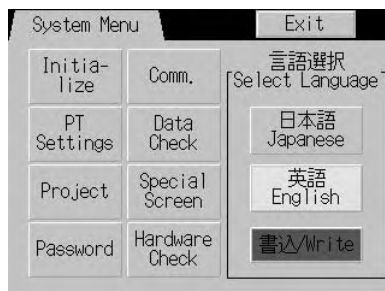 System Menu
Exit
Initia-
lize
Comm.
PT
Settings
Data
Check
Project
Special
Screen
Password
Hardware
Check
言語選択
Select Language
日本語
Japanese
英語
English
書込/Write